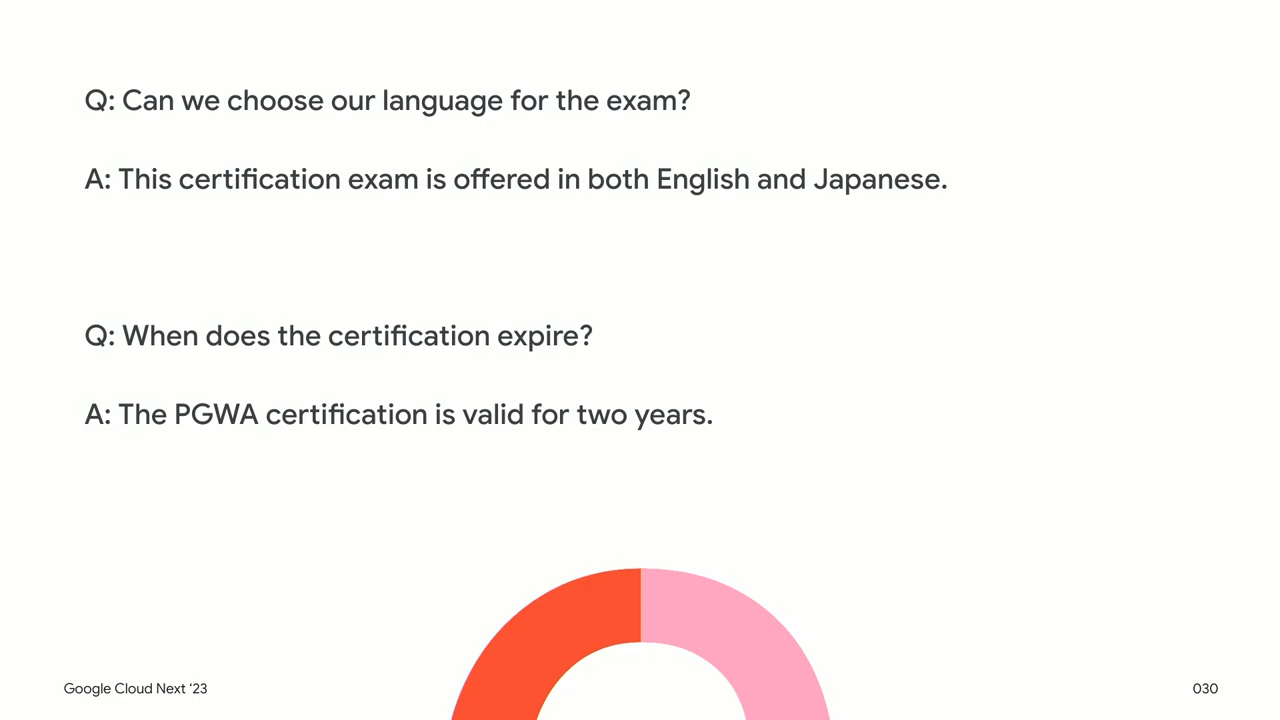 Q: Can we choose our language for the exam?
A: This certification exam is offered in both English and Japanese.
Q: When does the certification expire?
A: The PGWA certification is valid for two years.
Google Cloud Next ‘23
030